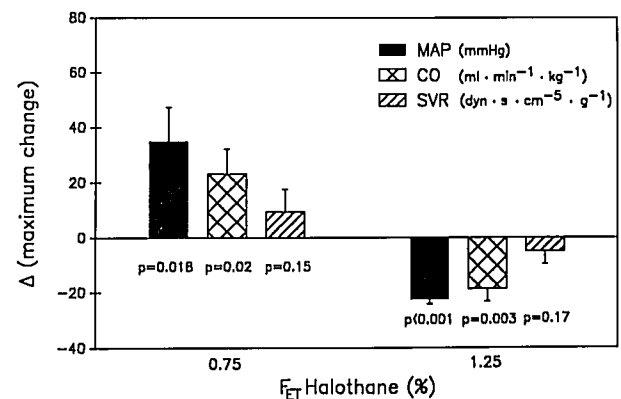 80
60
40
20
0
−20
−40
Δ (maximum change)
MAP (mmHg)
CO (ml · min⁻¹ · kg⁻¹)
SVR (dyn · s · cm⁻⁵ · g⁻¹)
p=0.018 p=0.02 p=0.15
p(0.001 p=0.003 p=0.17
0.75 1.25
FET Halothane (%)